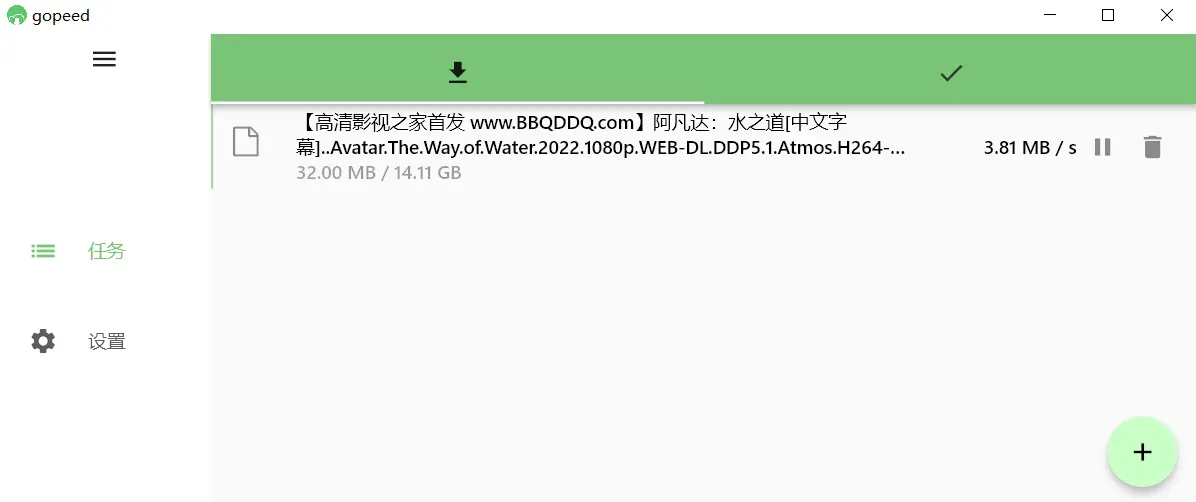 gopeed
【高清影视之家首发 www.BBQDDQ.com】阿凡达：水之道[中文字
幕]..Avatar.The.Way.of.Water.2022.1080p.WEB-DL.DDP5.1.Atmos.H264-...
3.81 MB / s
32.00 MB / 14.11 GB
任务
设置